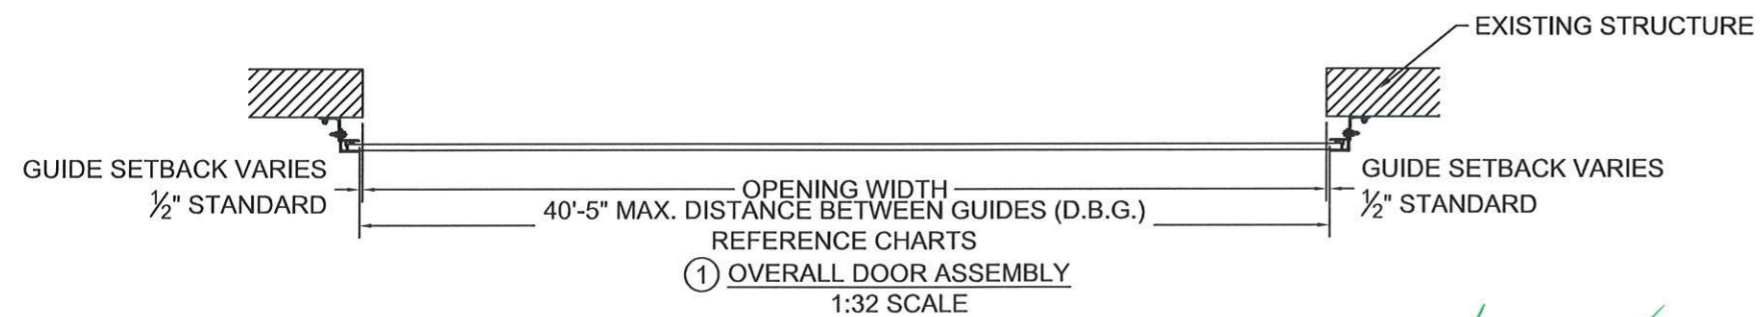 EXISTING STRUCTURE
GUIDE SETBACK VARIES
½" STANDARD
OPENING WIDTH
40'-5" MAX. DISTANCE BETWEEN GUIDES (D.B.G.)
REFERENCE CHARTS
GUIDE SETBACK VARIES
½" STANDARD
1 OVERALL DOOR ASSEMBLY
1:32 SCALE